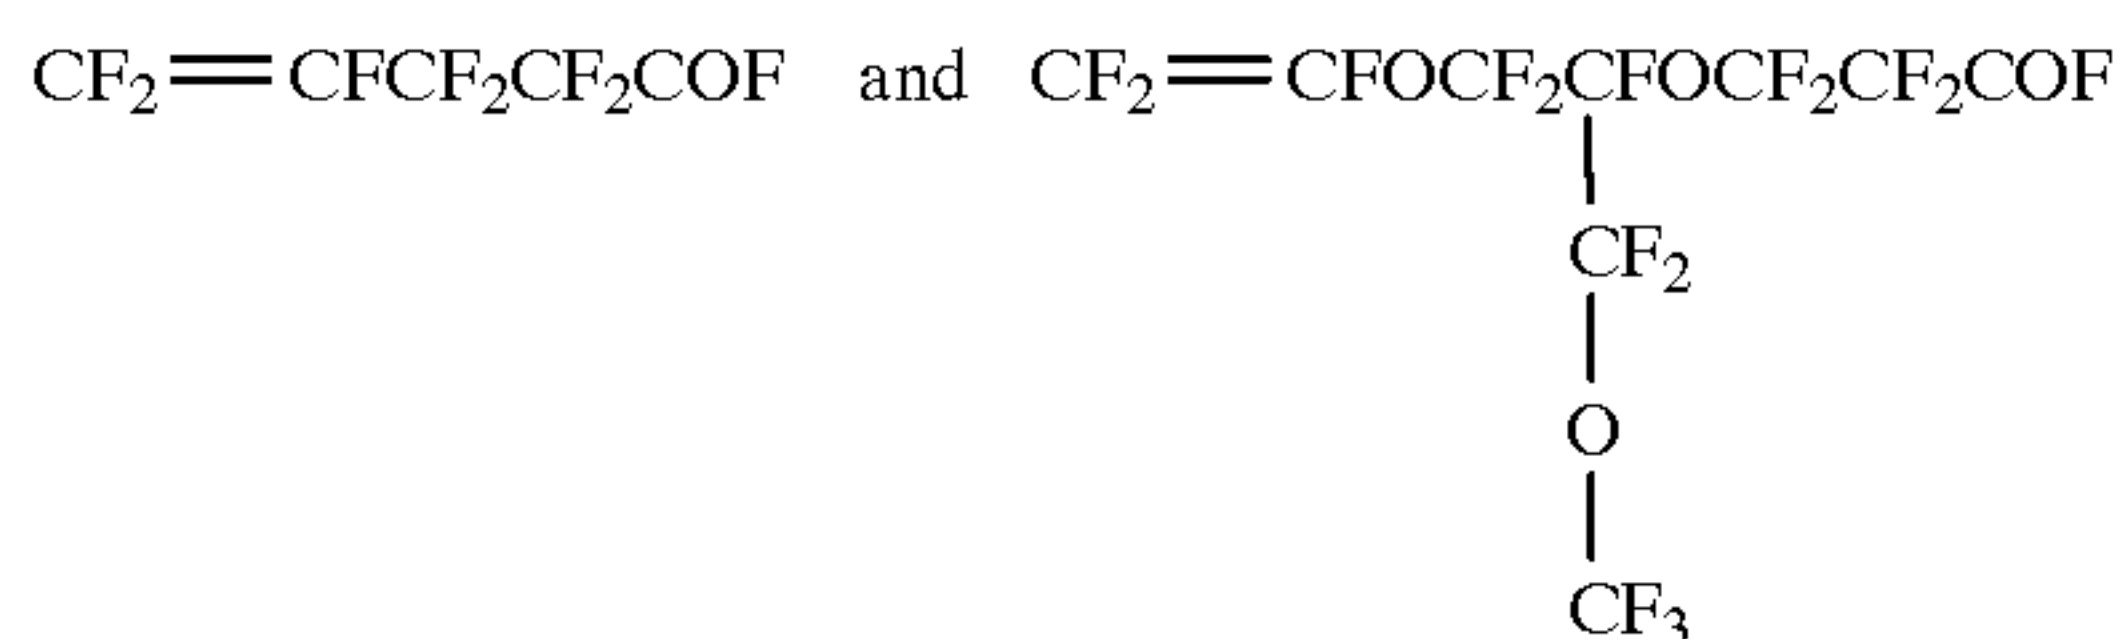 CF₂=CFCF₂CF₂COF and CF₂=CFOCF₂CFOCF₂CF₂COF
CF₂
O
CF₃